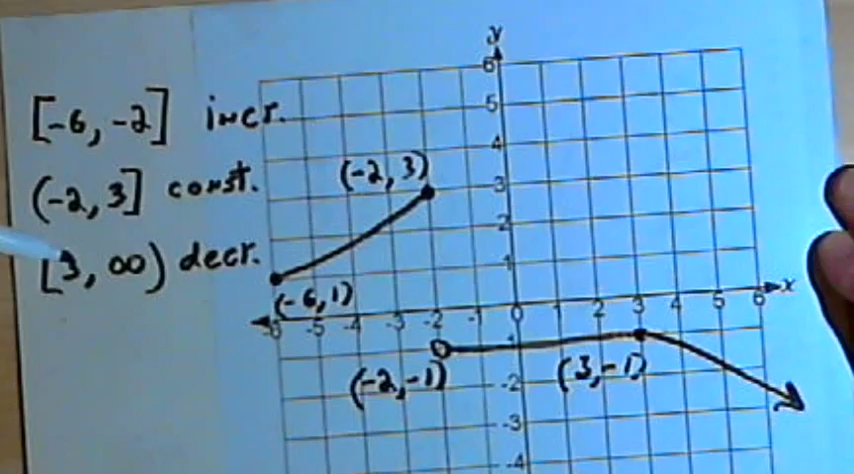 [-6, -2] incr.
(-2, 3] const.
[3, ∞) decr.
y
6
5
4
3
2
1
(-2, 3)
(-6, 1)
-6 -5 -4 -3 -2 -1 0 1 2 3 4 5 6 x
(-2, -1)
(3, -1)
-2
-3
-4